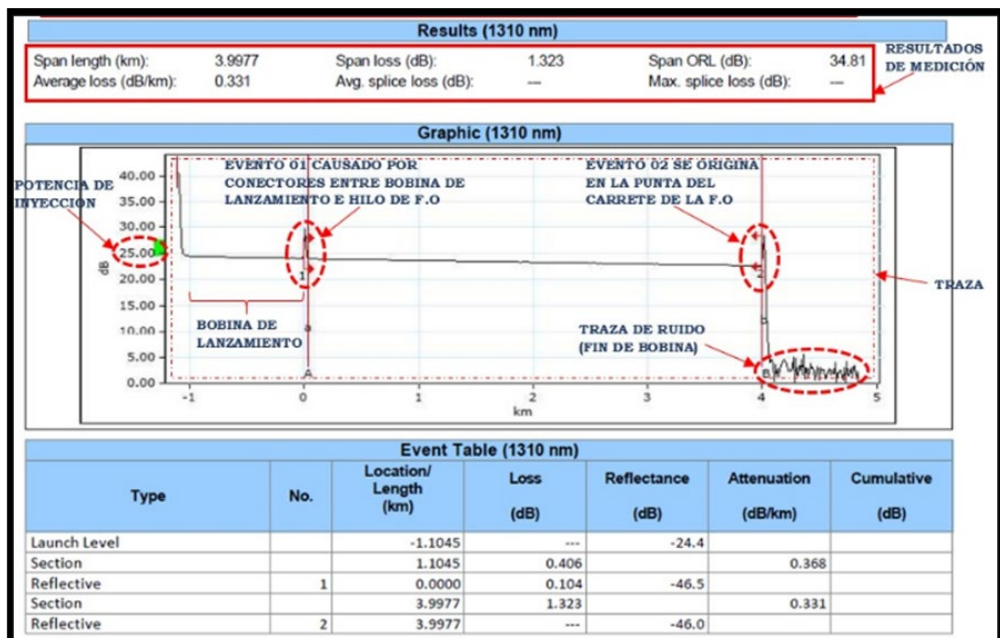 Results (1310 nm)
Span length (km): 3.9977 Span loss (dB): 1.323 Span ORL (dB): 34.81
Average loss (dB/km): 0.331 Avg. splice loss (dB): --- Max. splice loss (dB): ---
RESULTADOS
DE MEDICIÓN
Graphic (1310 nm)
POTENCIA DE
INYECCIÓN
EVENTO 01 CAUSADO POR
CONECTORES ENTRE BOBINA DE
LANZAMIENTO E HILO DE F.O
EVENTO 02 SE ORIGINA
EN LA PUNTA DEL
CARRETE DE LA F.O
40.00
35.00
30.00
25.00
20.00
15.00
10.00
5.00
0.00
dB
1
2
a
A
b
B
BOBINA DE
LANZAMIENTO
TRAZA DE RUIDO
(FIN DE BOBINA)
TRAZA
-1 0 1 2 3 4 5
km
Event Table (1310 nm)
Type No. Location/ Length (km) Loss (dB) Reflectance (dB) Attenuation (dB/km) Cumulative (dB)
Launch Level -1.1045 --- -24.4
Section 1.1045 0.406 0.368
Reflective 1 0.0000 0.104 -46.5
Section 3.9977 1.323 0.331
Reflective 2 3.9977 --- -46.0